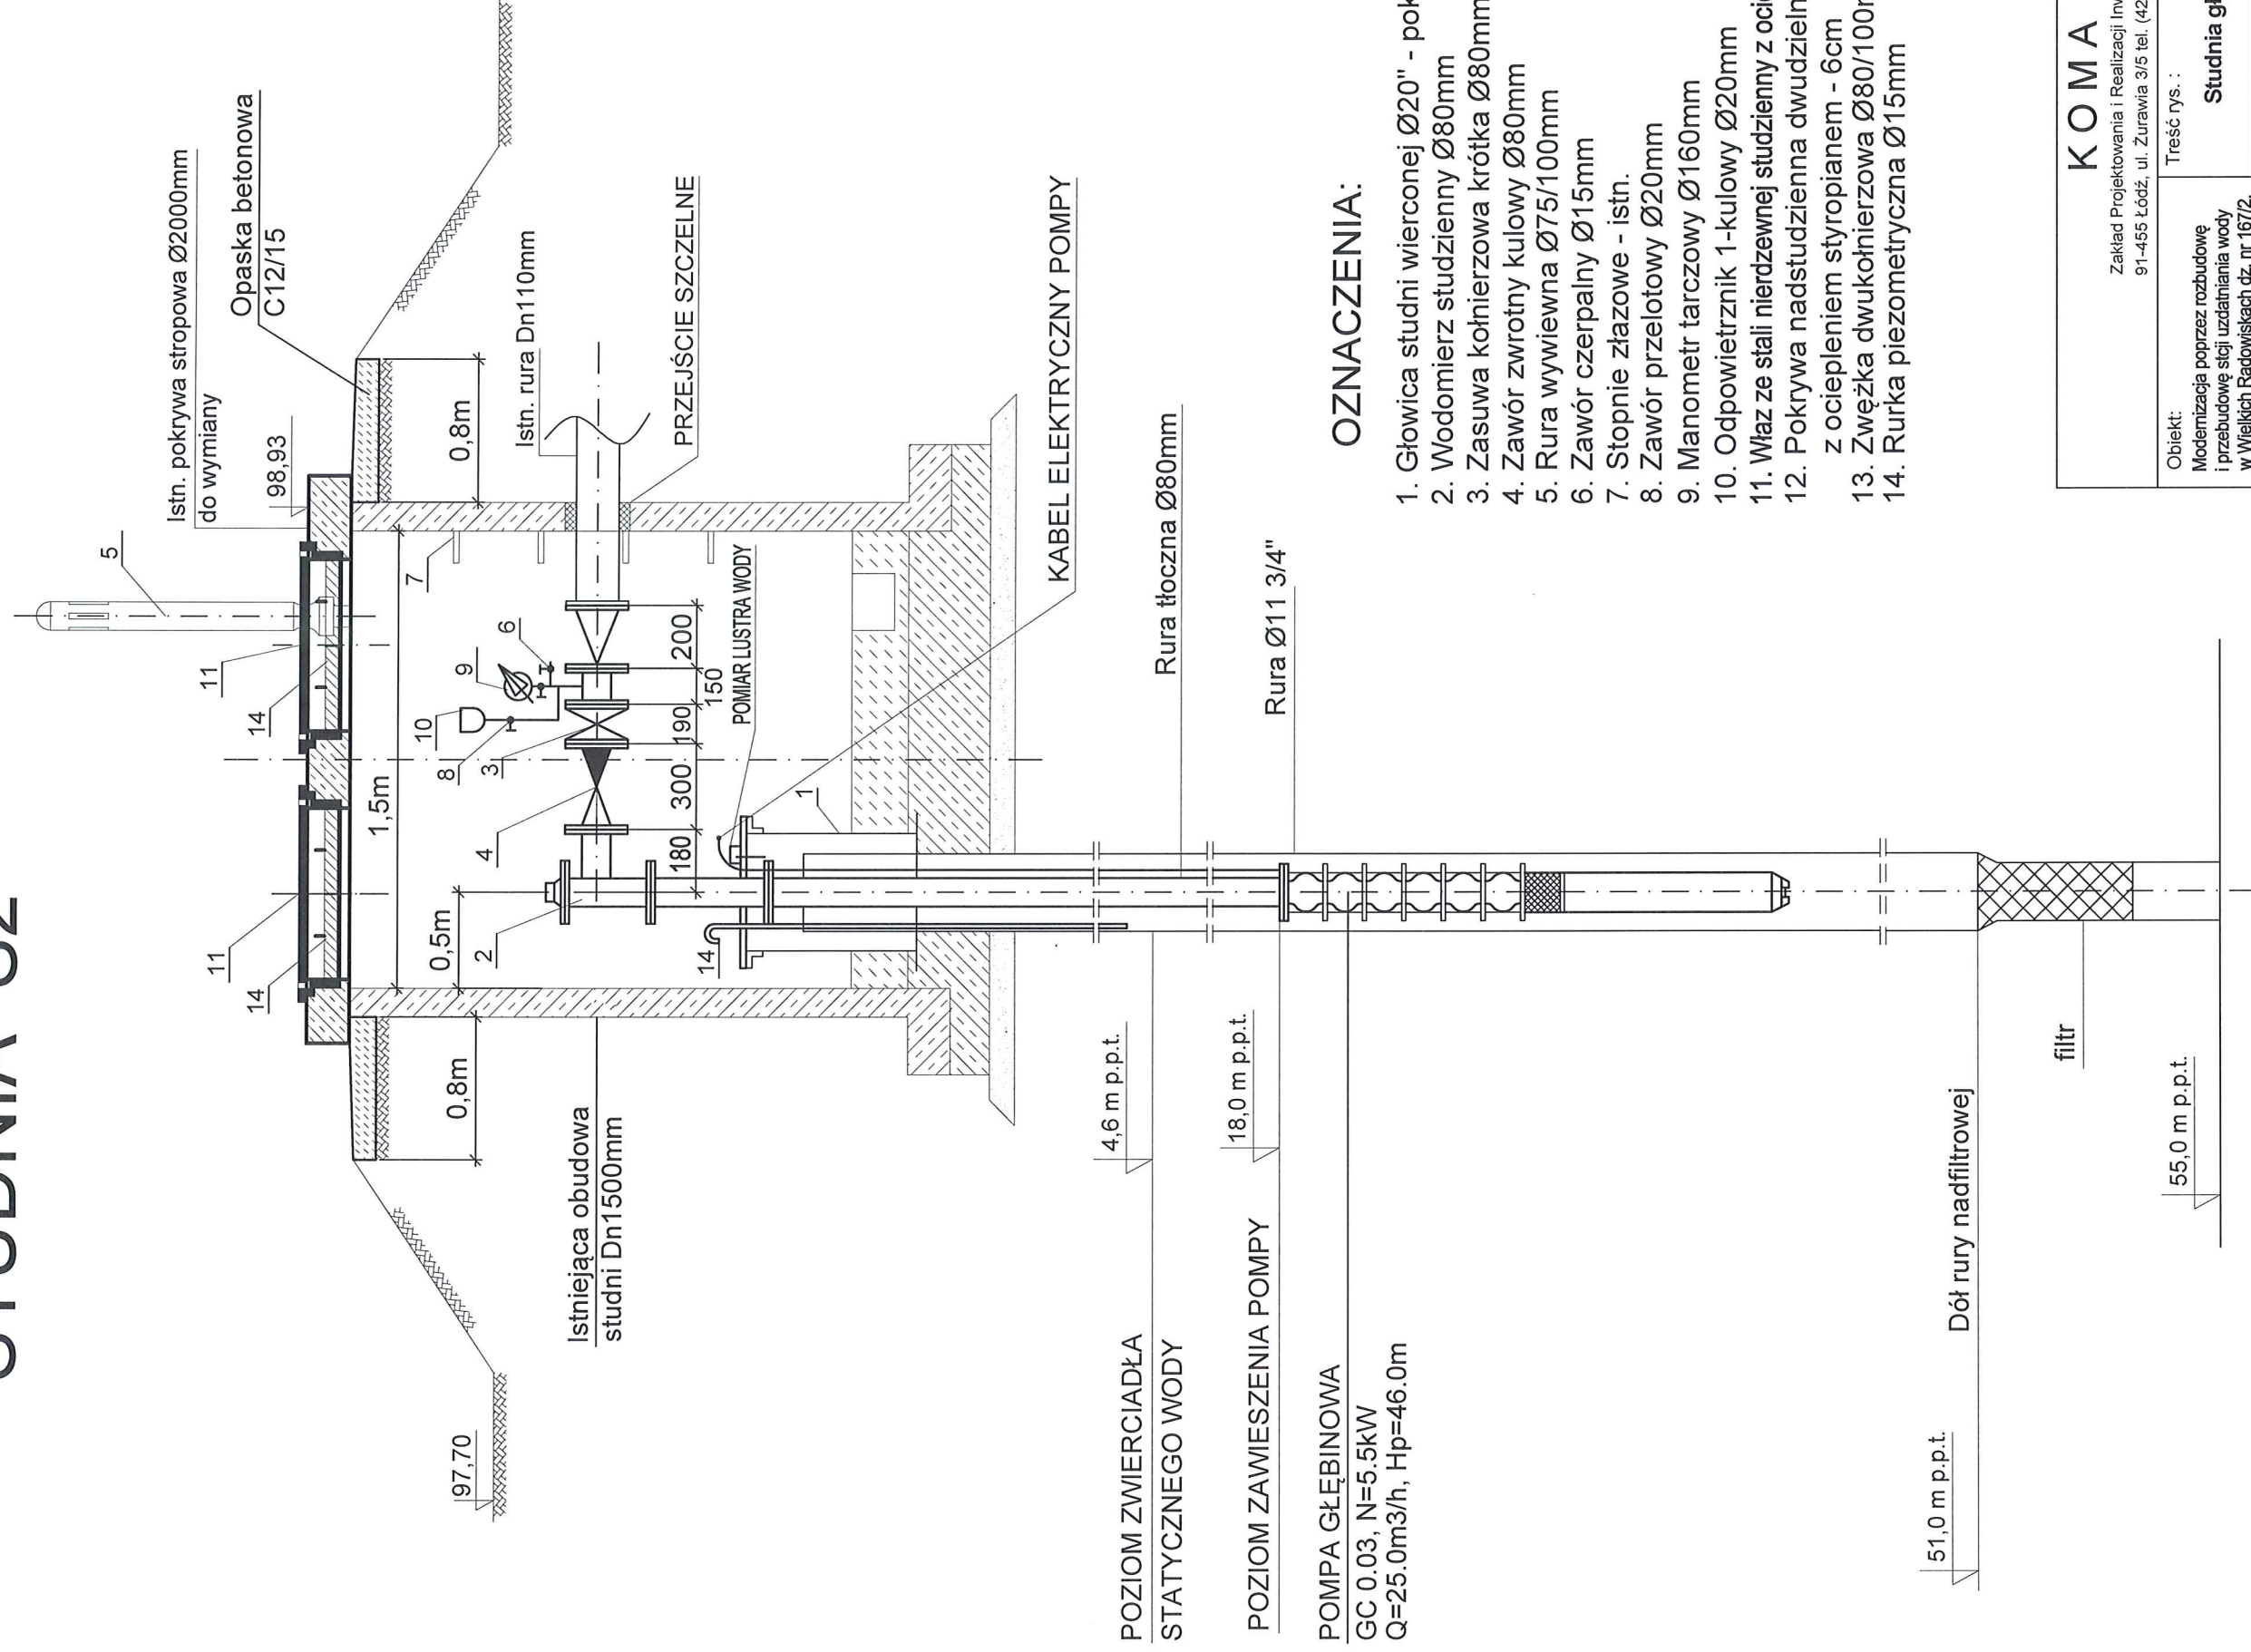 STUDNIA
5
Istn. pokrywa stropowa Ø2000mm
do wymiany
Opaska betonowa
C12/15
98,93
11
14
11
14
1,5m
0,8m
0,8m
0,5m
97,70
Istn. rura Dn110mm
PRZEJŚCIE SZCZELNE
7
6
9
10
8
3
4
2
1
14
180
300
190
150
200
POMIAR LUSTRA WODY
KABEL ELEKTRYCZNY POMPY
Istniejąca obudowa
studni Dn1500mm
Rura tłoczna Ø80mm
Rura Ø11 3/4"
4,6 m p.p.t.
POZIOM ZWIERCIADŁA
STATYCZNEGO WODY
18,0 m p.p.t.
POZIOM ZAWIESZENIA POMPY
POMPA GŁĘBINOWA
GC 0.03, N=5.5kW
Q=25.0m3/h, Hp=46.0m
51,0 m p.p.t.
Dół rury nadfiltrowej
filtr
55,0 m p.p.t.
OZNACZENIA:
1. Głowica studni wierconej Ø20" - pok
2. Wodomierz studzienny Ø80mm
3. Zasuwa kołnierzowa krótka Ø80mm
4. Zawór zwrotny kulowy Ø80mm
5. Rura wywiewna Ø75/100mm
6. Zawór czerpalny Ø15mm
7. Stopnie złazowe - istn.
8. Zawór przelotowy Ø20mm
9. Manometr tarczowy Ø160mm
10. Odpowietrznik 1-kulowy Ø20mm
11. Właz ze stali nierdzewnej studzienny z oci
12. Pokrywa nadstudzienna dwudzieln
z ociepleniem styropianem - 6cm
13. Zwężka dwukołnierzowa Ø80/100
14. Rurka piezometryczna Ø15mm
KOMA
Zakład Projektowania i Realizacji Inw
91-455 Łódź, ul. Żurawia 3/5 tel. (42
Obiekt:
Modernizacja poprzez rozbudowę
i przebudowę stcji uzdatniania wody
w Wielkich Radowiskach dz. nr 167/2,
Treść rys. :
Studnia gł